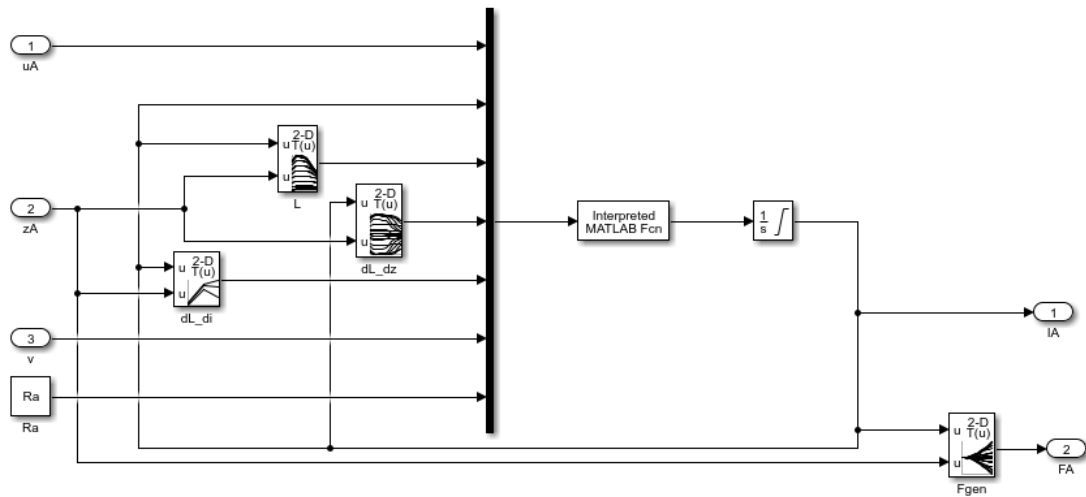 1
uA
2-D
T(u)
u
u
L
2
zA
2-D
T(u)
u
u
dL_dz
Interpreted
MATLAB Fcn
1
s
2-D
T(u)
u
u
dL_di
1
IA
3
v
Ra
Ra
2-D
T(u)
u
u
Fgen
2
FA